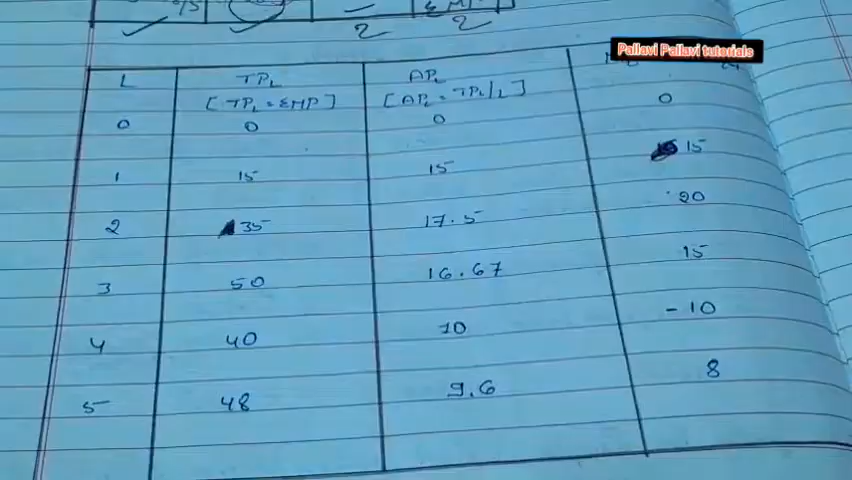 Pallavi Pallavi tutorials
L TPL APL
[TPL = ΣMP] [APL = TPL/L]
0 0 0 0
1 15 15 15
2 35 17.5 20
3 50 16.67 15
4 40 10 -10
5 48 9.6 8